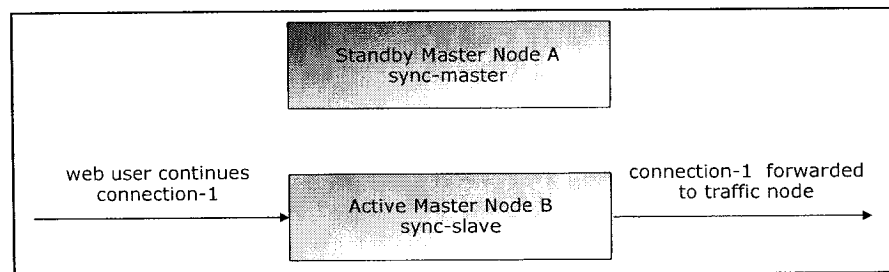 Standby Master Node A
sync-master
web user continues
connection-1
Active Master Node B
sync-slave
connection-1 forwarded
to traffic node